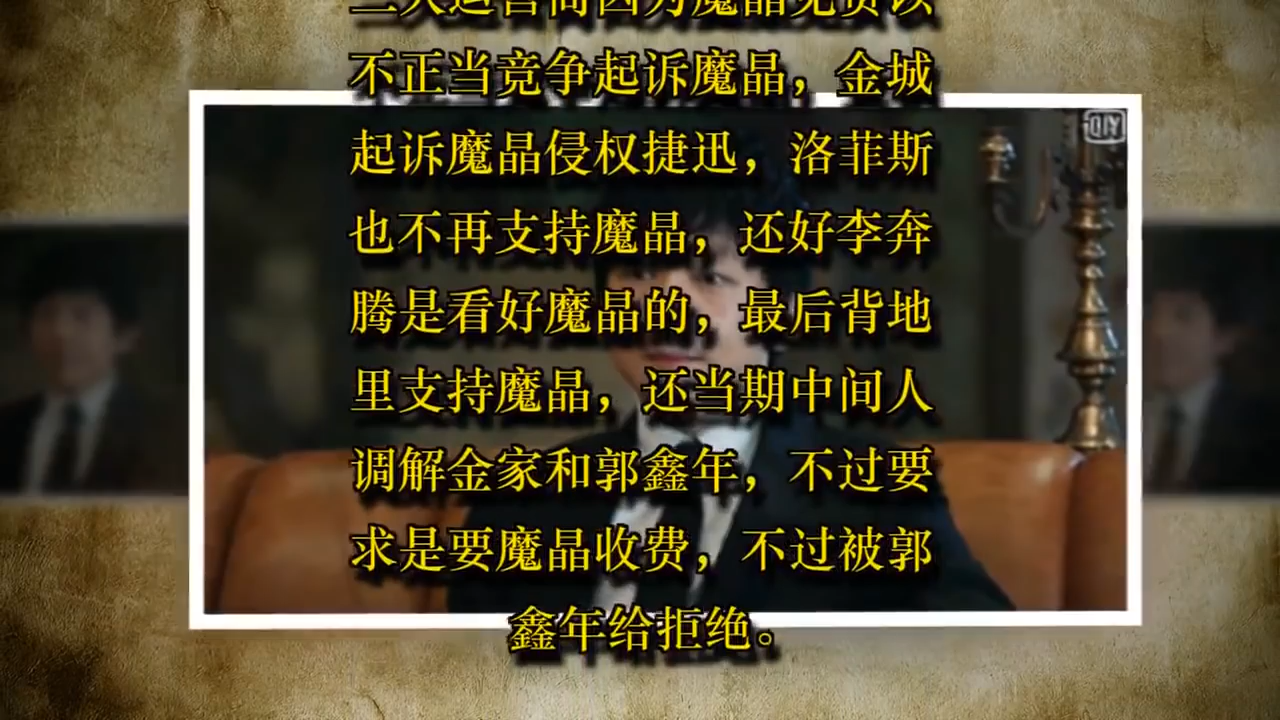 不正当竞争起诉魔晶，金城
起诉魔晶侵权捷迅，洛菲斯
也不再支持魔晶，还好李奔
腾是看好魔晶的，最后背地
里支持魔晶，还当期中间人
调解金家和郭鑫年，不过要
求是要魔晶收费，不过被郭
鑫年给拒绝。
QIY